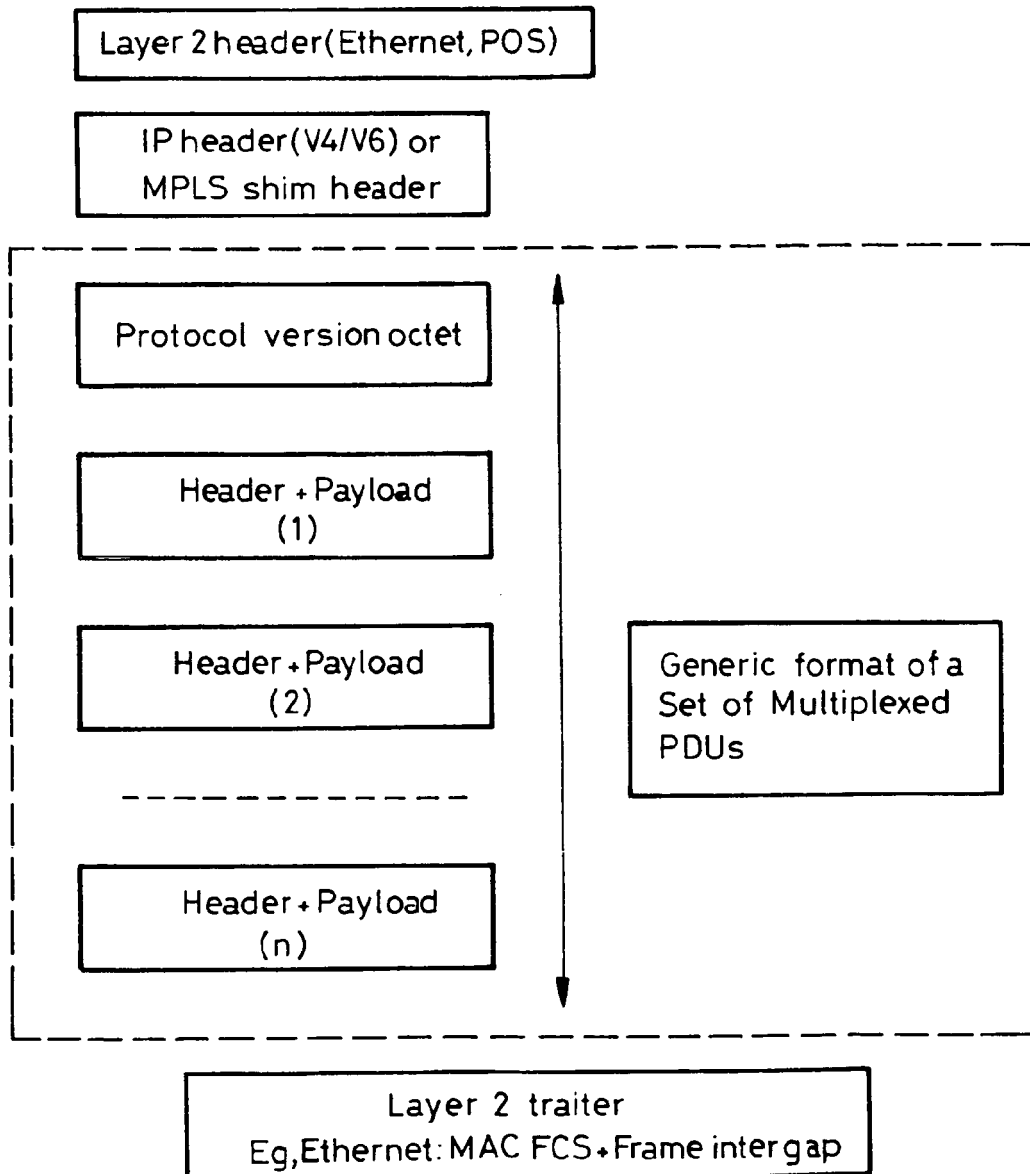 Layer 2 header(Ethernet, POS)
IP header(V4/V6) or
MPLS shim header
Protocol version octet
Header + Payload
(1)
Header + Payload
(2)
Generic format of a
Set of Multiplexed
PDUs
Header + Payload
(n)
Layer 2 traiter
Eg,Ethernet: MAC FCS + Frame intergap